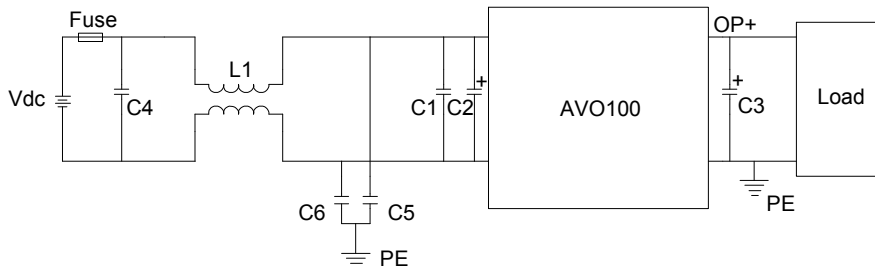 Fuse
OP+
L1
Vdc
C4
C1
C2
+
AVO100
+
C3
Load
C6
C5
PE
PE